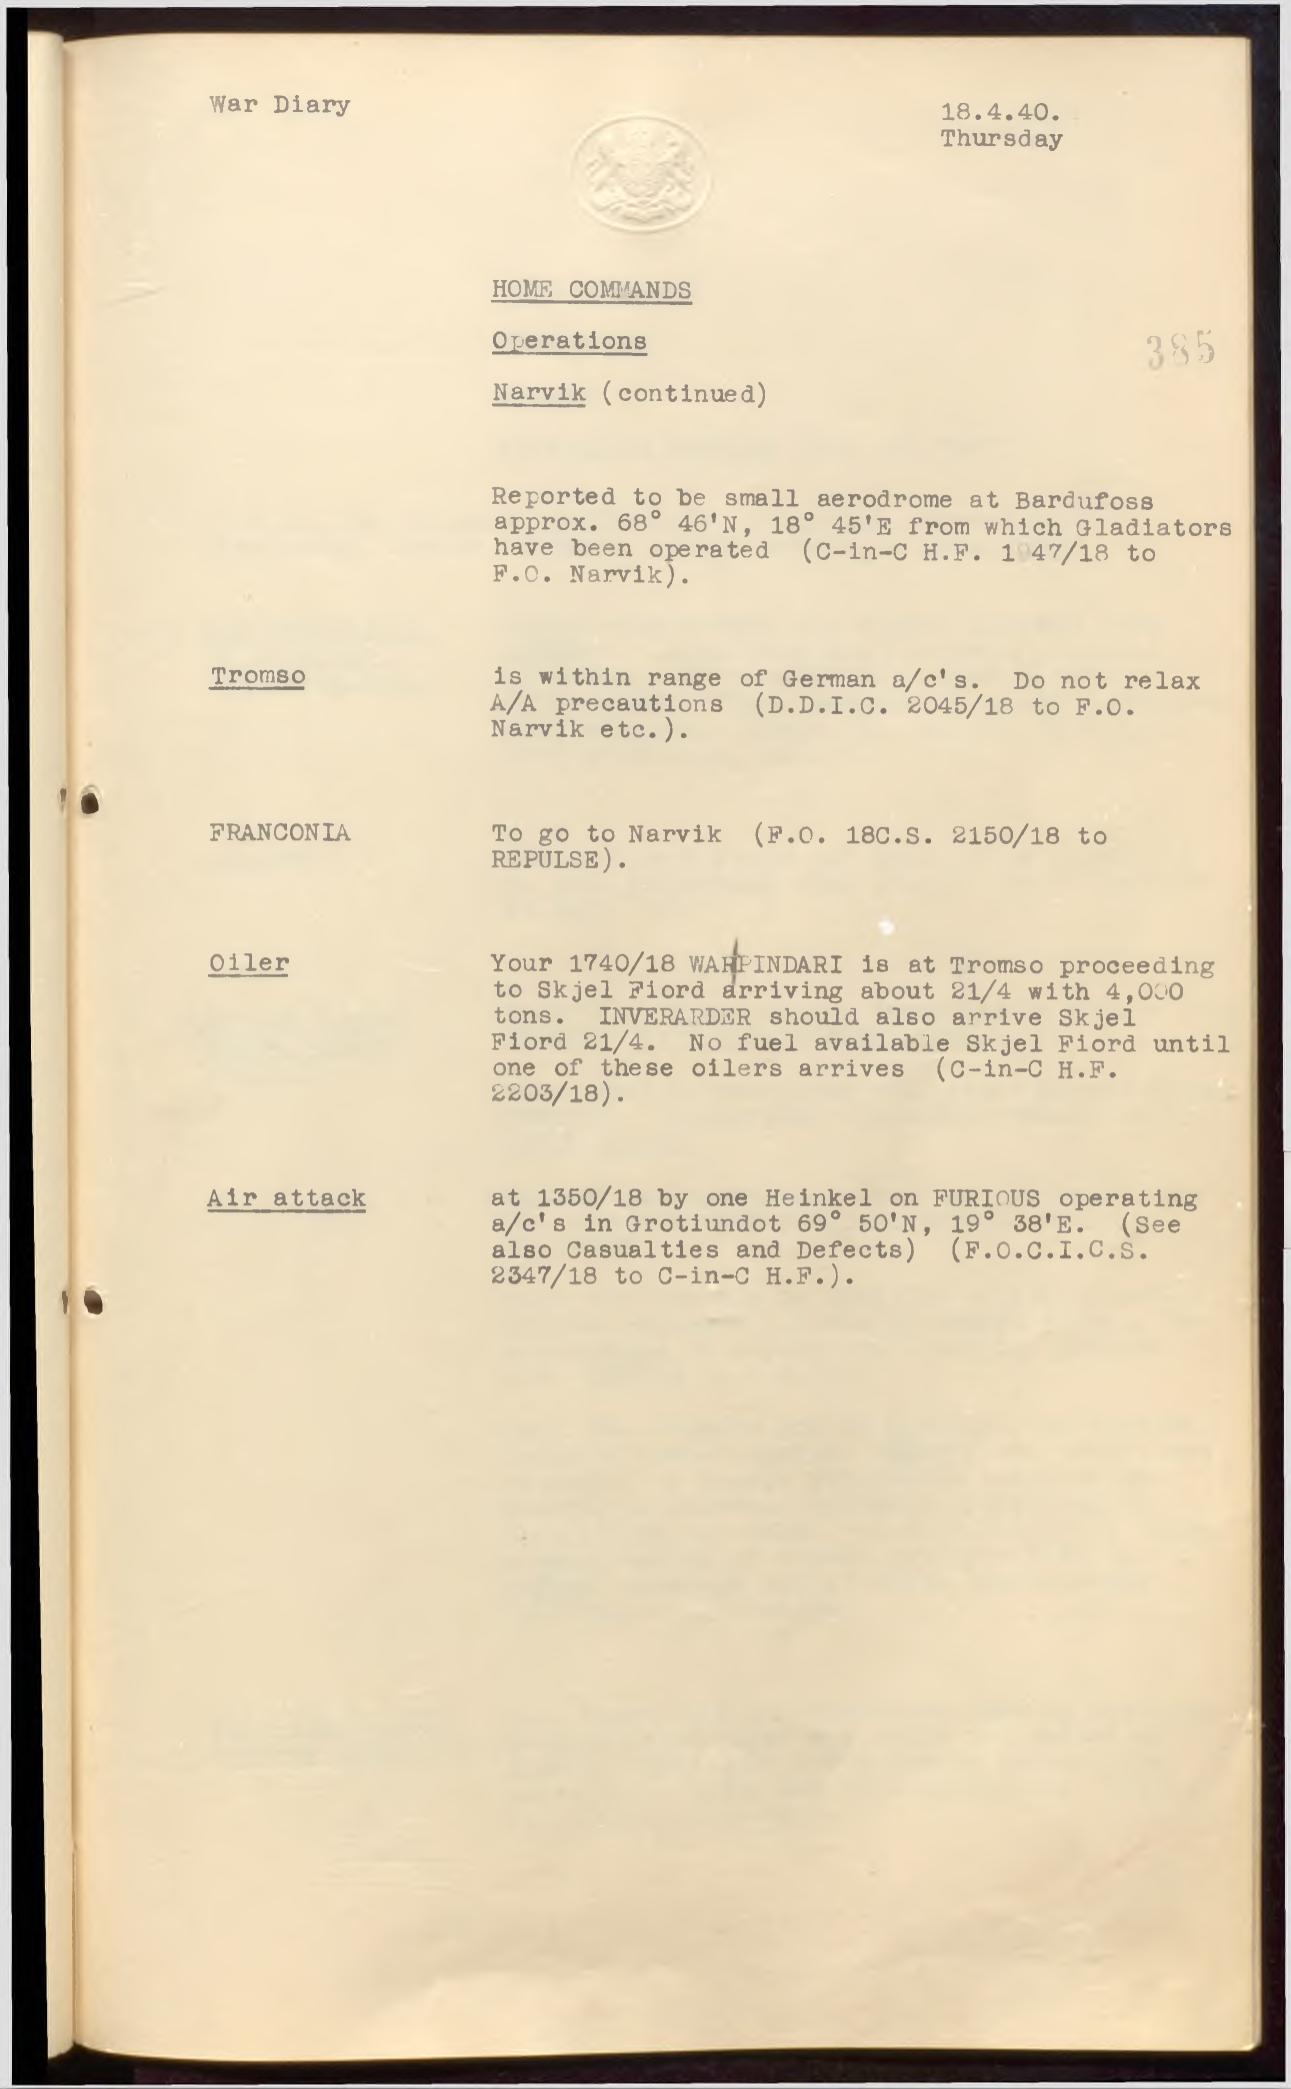 War Diary
18.4.40.
Thursday
HOME COMMANDS
Operations
385
Narvik (continued)
Reported to be small aerodrome at Bardufoss
approx. 68° 46'N, 18° 45'E from which Gladiators
have been operated (C-in-C H.F. 1947/18 to
F.O. Narvik).
Tromso is within range of German a/c's. Do not relax
A/A precautions (D.D.I.C. 2045/18 to F.O.
Narvik etc.).
FRANCONIA To go to Narvik (F.O. 18C.S. 2150/18 to
REPULSE).
Oiler Your 1740/18 WAR PINDARI is at Tromso proceeding
to Skjel Fiord arriving about 21/4 with 4,000
tons. INVERARDER should also arrive Skjel
Fiord 21/4. No fuel available Skjel Fiord until
one of these oilers arrives (C-in-C H.F.
2203/18).
Air attack at 1350/18 by one Heinkel on FURIOUS operating
a/c's in Grotiundot 69° 50'N, 19° 38'E. (See
also Casualties and Defects) (F.O.C.I.C.S.
2347/18 to C-in-C H.F.).